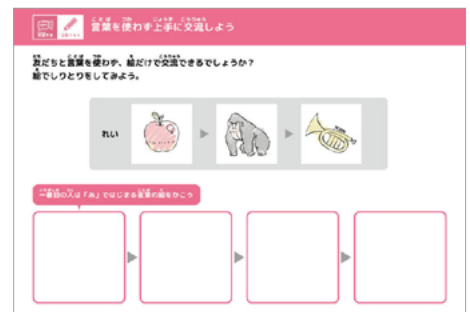 言葉を使わず上手に交流しよう
友だちと言葉を使わず、絵だけで交流できるでしょうか？
絵でしりとりをしてみよう。
れい
一番目の人は「み」ではじまる言葉の絵をかこう